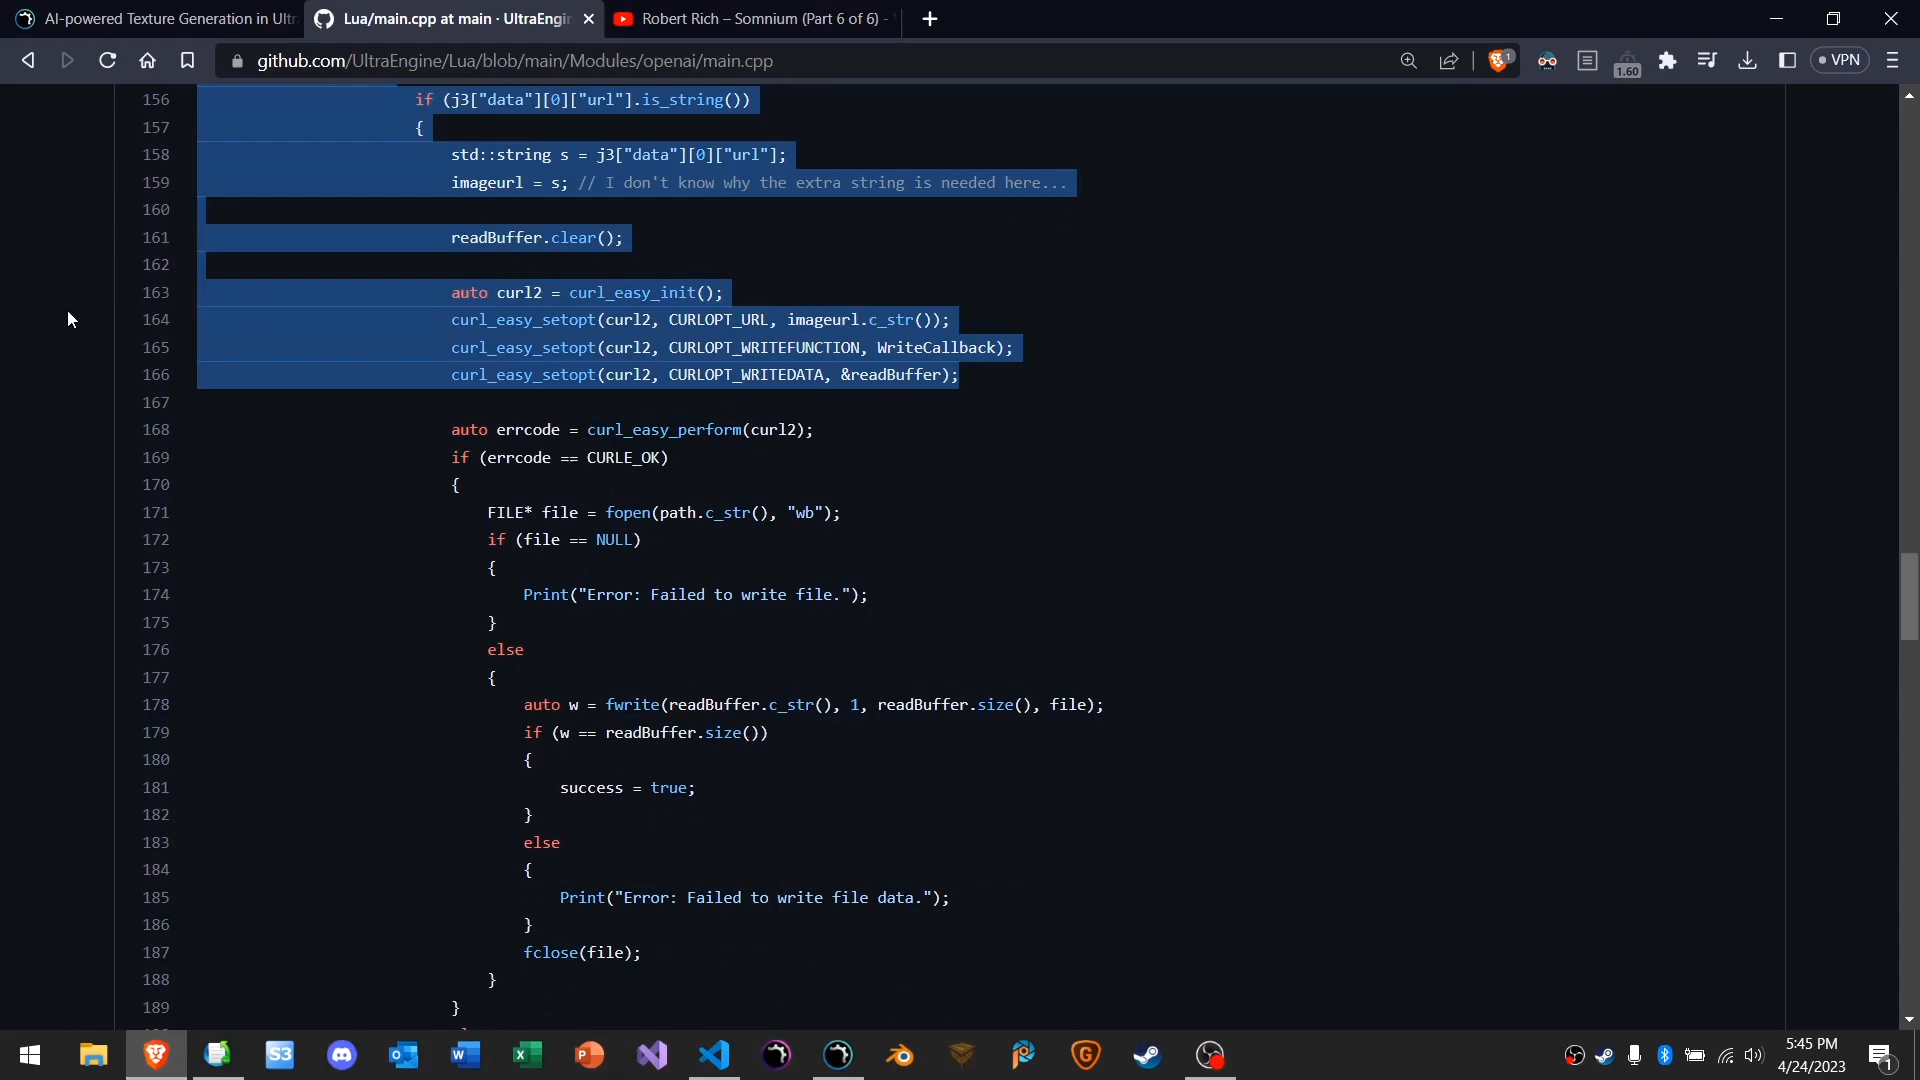 AI-powered Texture Generation in Ultr
Lua/main.cpp at main · UltraEngin
Robert Rich – Somnium (Part 6 of 6) -
github.com/UltraEngine/Lua/blob/main/Modules/openai/main.cpp
1
1.60
VPN
156 if (j3["data"][0]["url"].is_string())
157 {
158 std::string s = j3["data"][0]["url"];
159 imageurl = s; // I don't know why the extra string is needed here...
160
161 readBuffer.clear();
162
163 auto curl2 = curl_easy_init();
164 curl_easy_setopt(curl2, CURLOPT_URL, imageurl.c_str());
165 curl_easy_setopt(curl2, CURLOPT_WRITEFUNCTION, WriteCallback);
166 curl_easy_setopt(curl2, CURLOPT_WRITEDATA, &readBuffer);
167
168 auto errcode = curl_easy_perform(curl2);
169 if (errcode == CURLE_OK)
170 {
171 FILE* file = fopen(path.c_str(), "wb");
172 if (file == NULL)
173 {
174 Print("Error: Failed to write file.");
175 }
176 else
177 {
178 auto w = fwrite(readBuffer.c_str(), 1, readBuffer.size(), file);
179 if (w == readBuffer.size())
180 {
181 success = true;
182 }
183 else
184 {
185 Print("Error: Failed to write file data.");
186 }
187 fclose(file);
188 }
189 }
S3
5:45 PM
4/24/2023
1